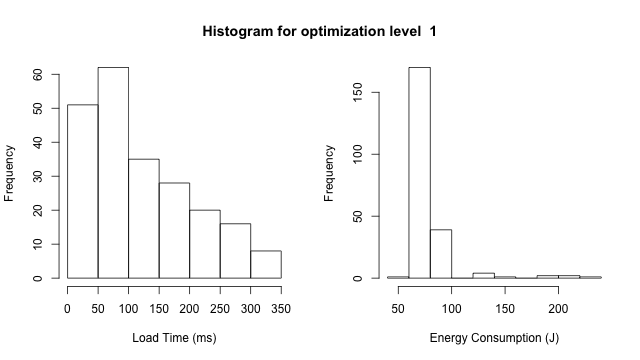 Histogram for optimization level  1
Frequency
0
10
20
30
40
50
60
0 50 100 150 200 250 300 350
Load Time (ms)
Frequency
0
50
100
150
50 100 150 200
Energy Consumption (J)